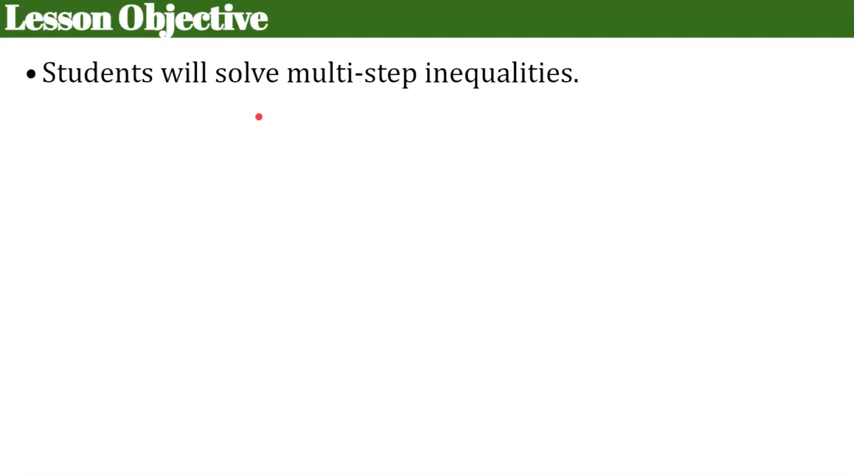 Lesson Objective
• Students will solve multi-step inequalities.